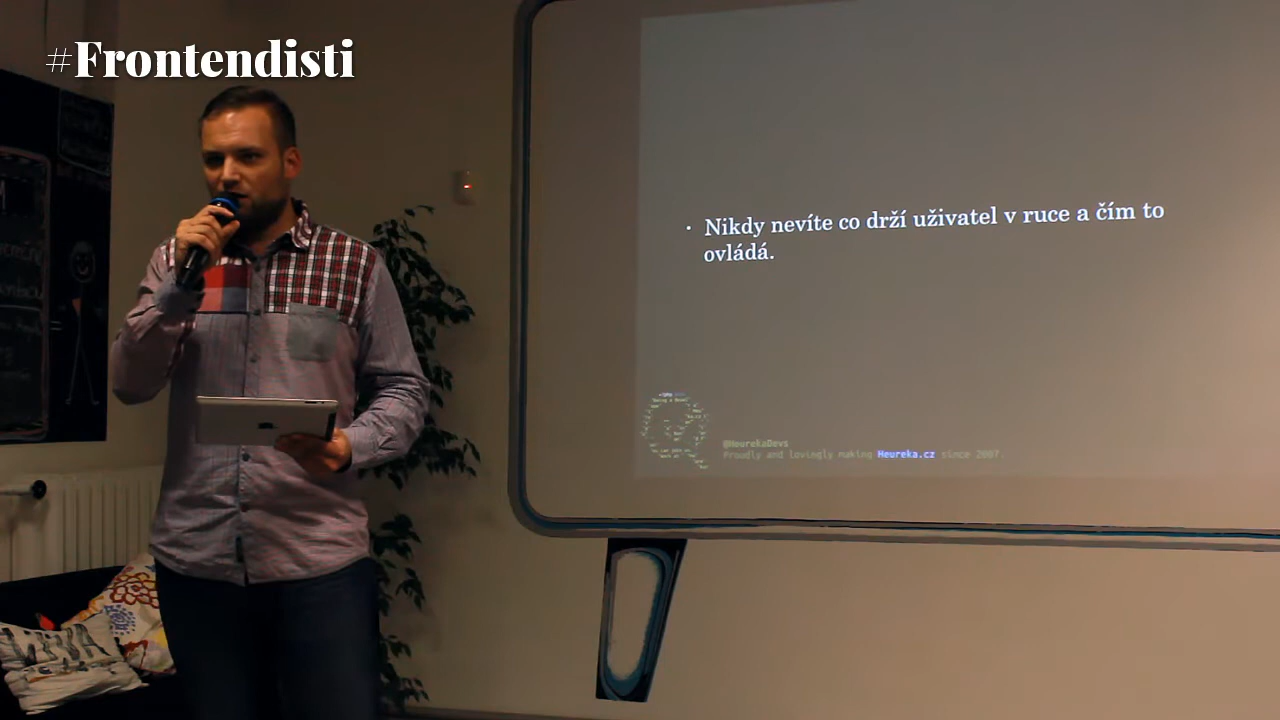 #Frontendisti
• Nikdy nevíte co drží uživatel v ruce a čím to
ovládá.
@HeurekaDevs
Proudly and lovingly making Heureka.cz since 2007.